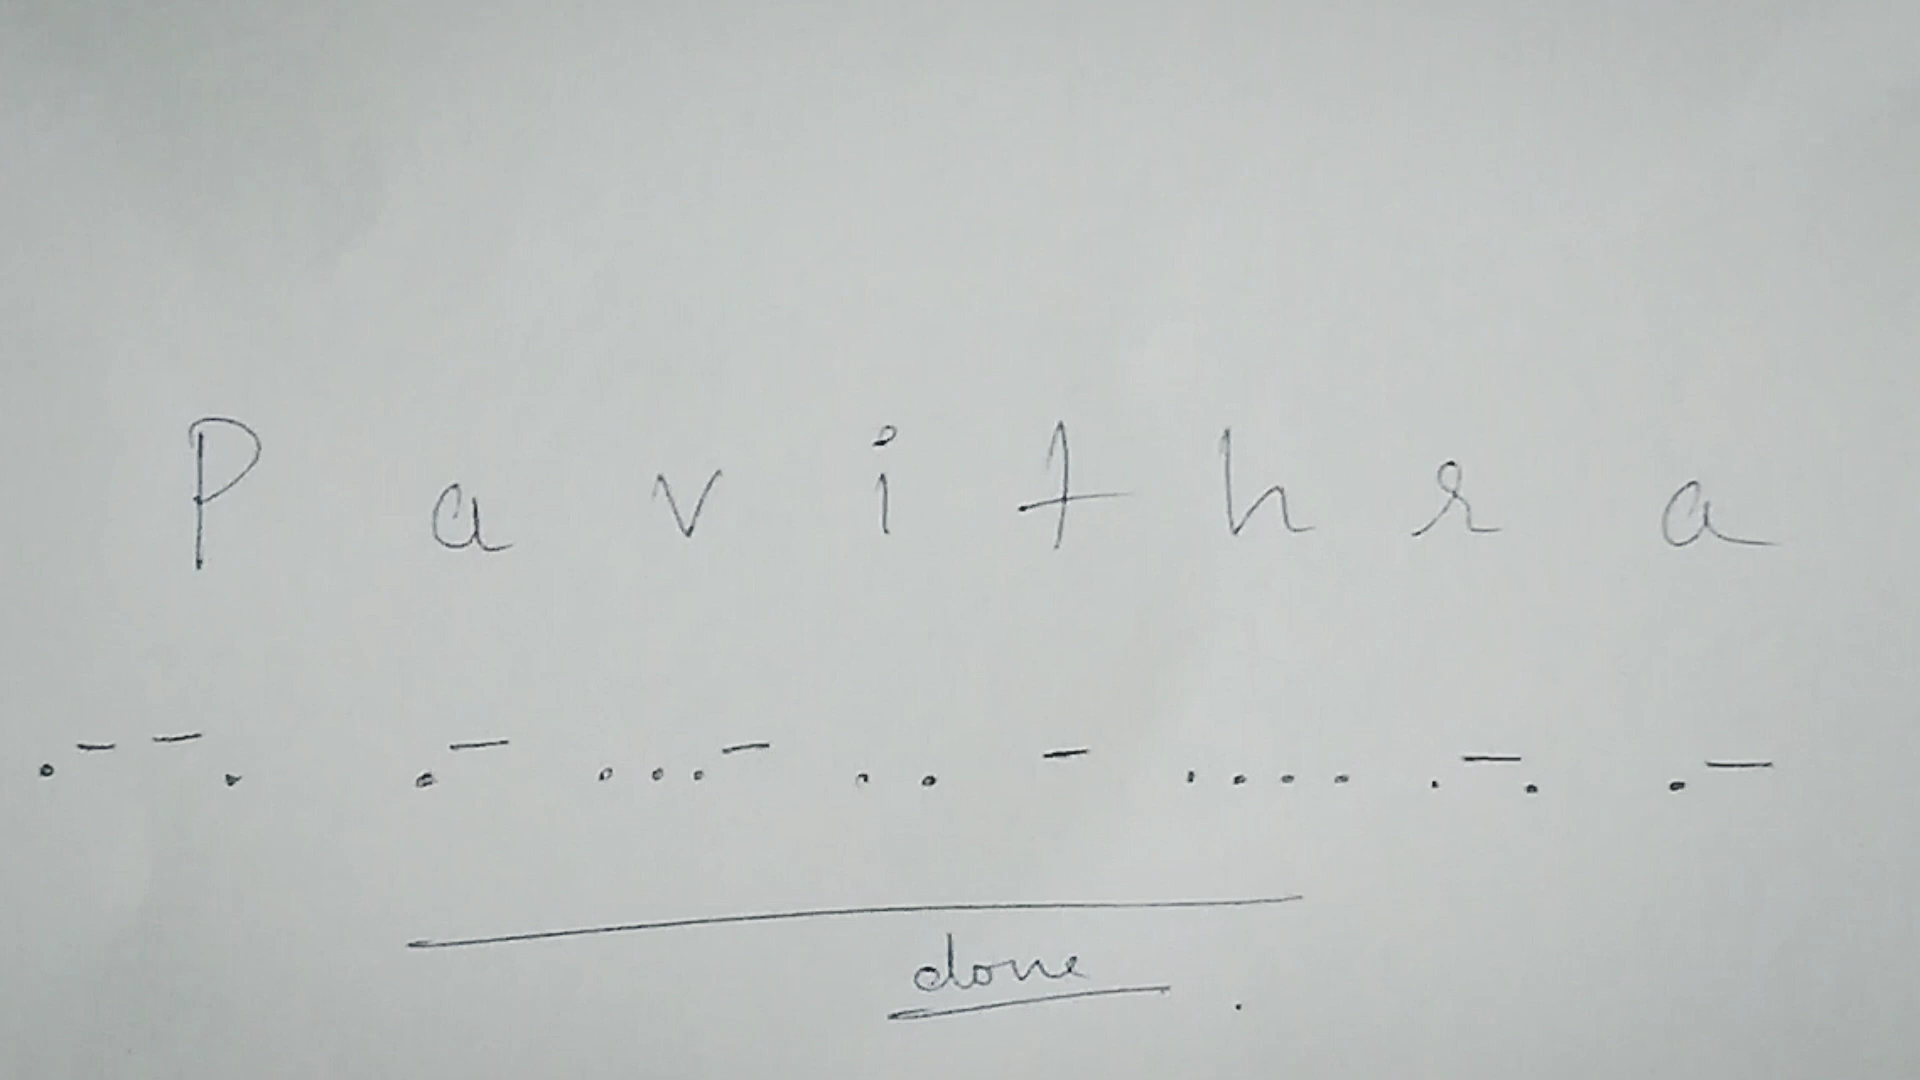 P a v i t h r a
.--. .- ...- .. - .... .-. .-
done .